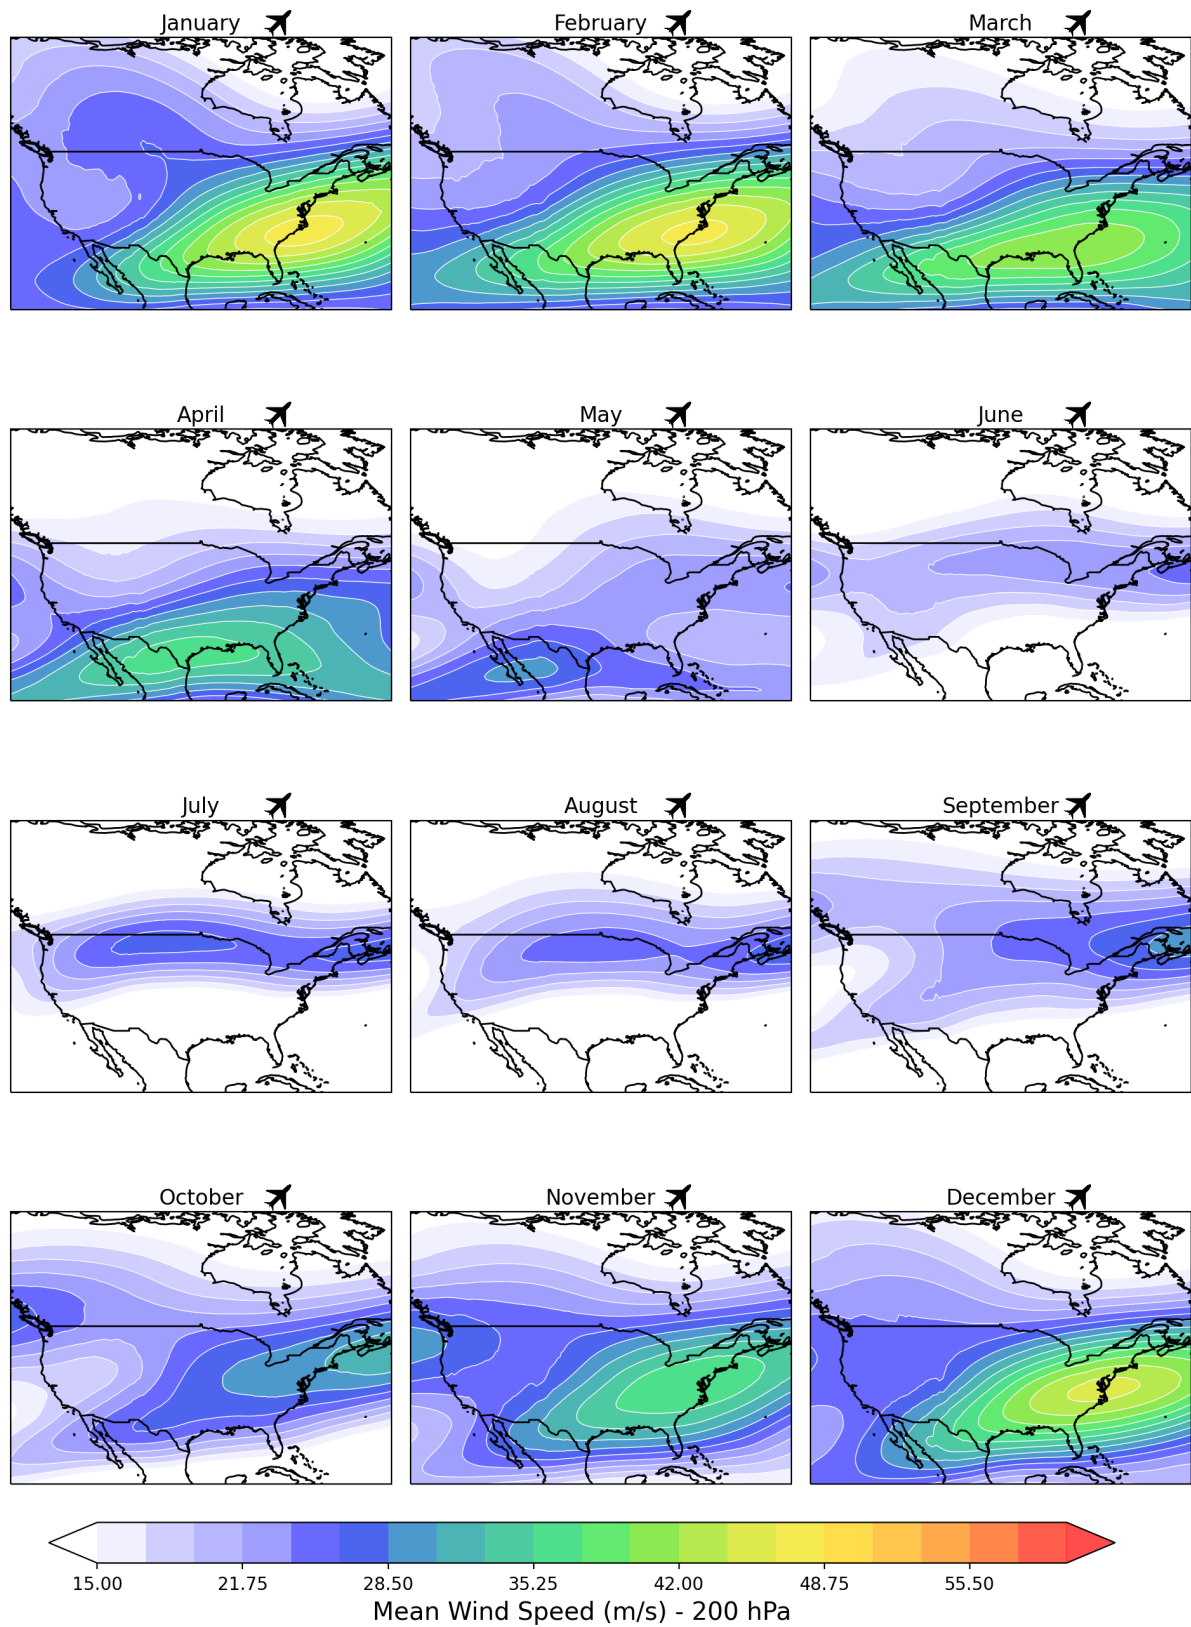 January
February
March
April
May
June
July
August
September
October
November
December
15.00
21.75
28.50
35.25
42.00
48.75
55.50
Mean Wind Speed (m/s) - 200 hPa